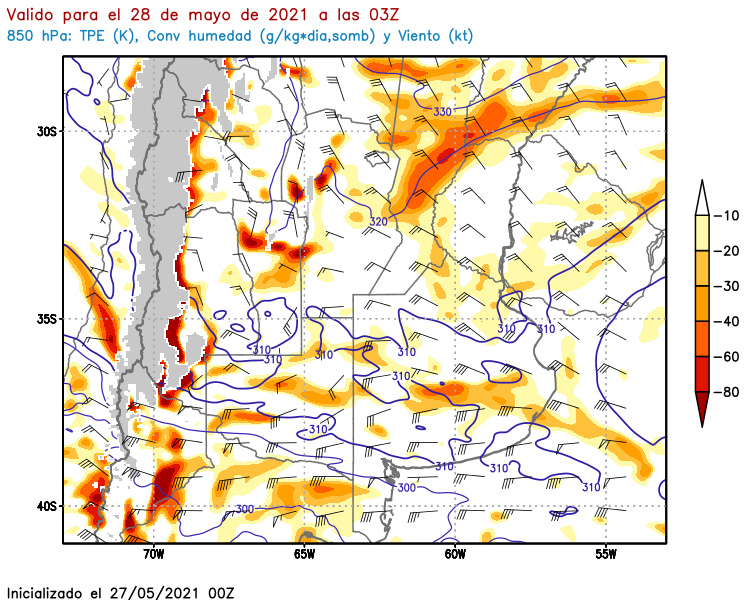 Valido para el 28 de mayo de 2021 a las 03Z
850 hPa: TPE (K), Conv humedad (g/kg*dia,somb) y Viento (kt)
330
30S
320
-10
-20
-30
-40
-60
-80
35S
310
310
310
310
310
310
310
310
310
310
310
300
300
40S
70W
65W
60W
55W
Inicializado el 27/05/2021 00Z